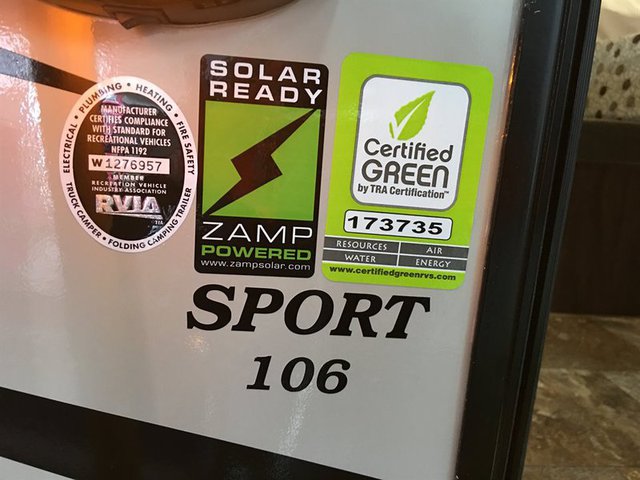 PLUMBING • HEATING •
ELECTRICAL
FIRE SAFETY
MANUFACTURER
CERTIFIES COMPLIANCE
WITH STANDARD FOR
RECREATIONAL VEHICLES
NFPA 1192
W 1276957
MEMBER
RECREATION VEHICLE
INDUSTRY ASSOCIATION
RVIA
TRUCK CAMPER • FOLDING CAMPING TRAILER
SOLAR
READY
ZAMP
POWERED
www.zampsolar.com
Certified
GREEN
by TRA Certification™
173735
RESOURCES AIR
WATER ENERGY
www.certifiedgreenrvs.com
SPORT
106